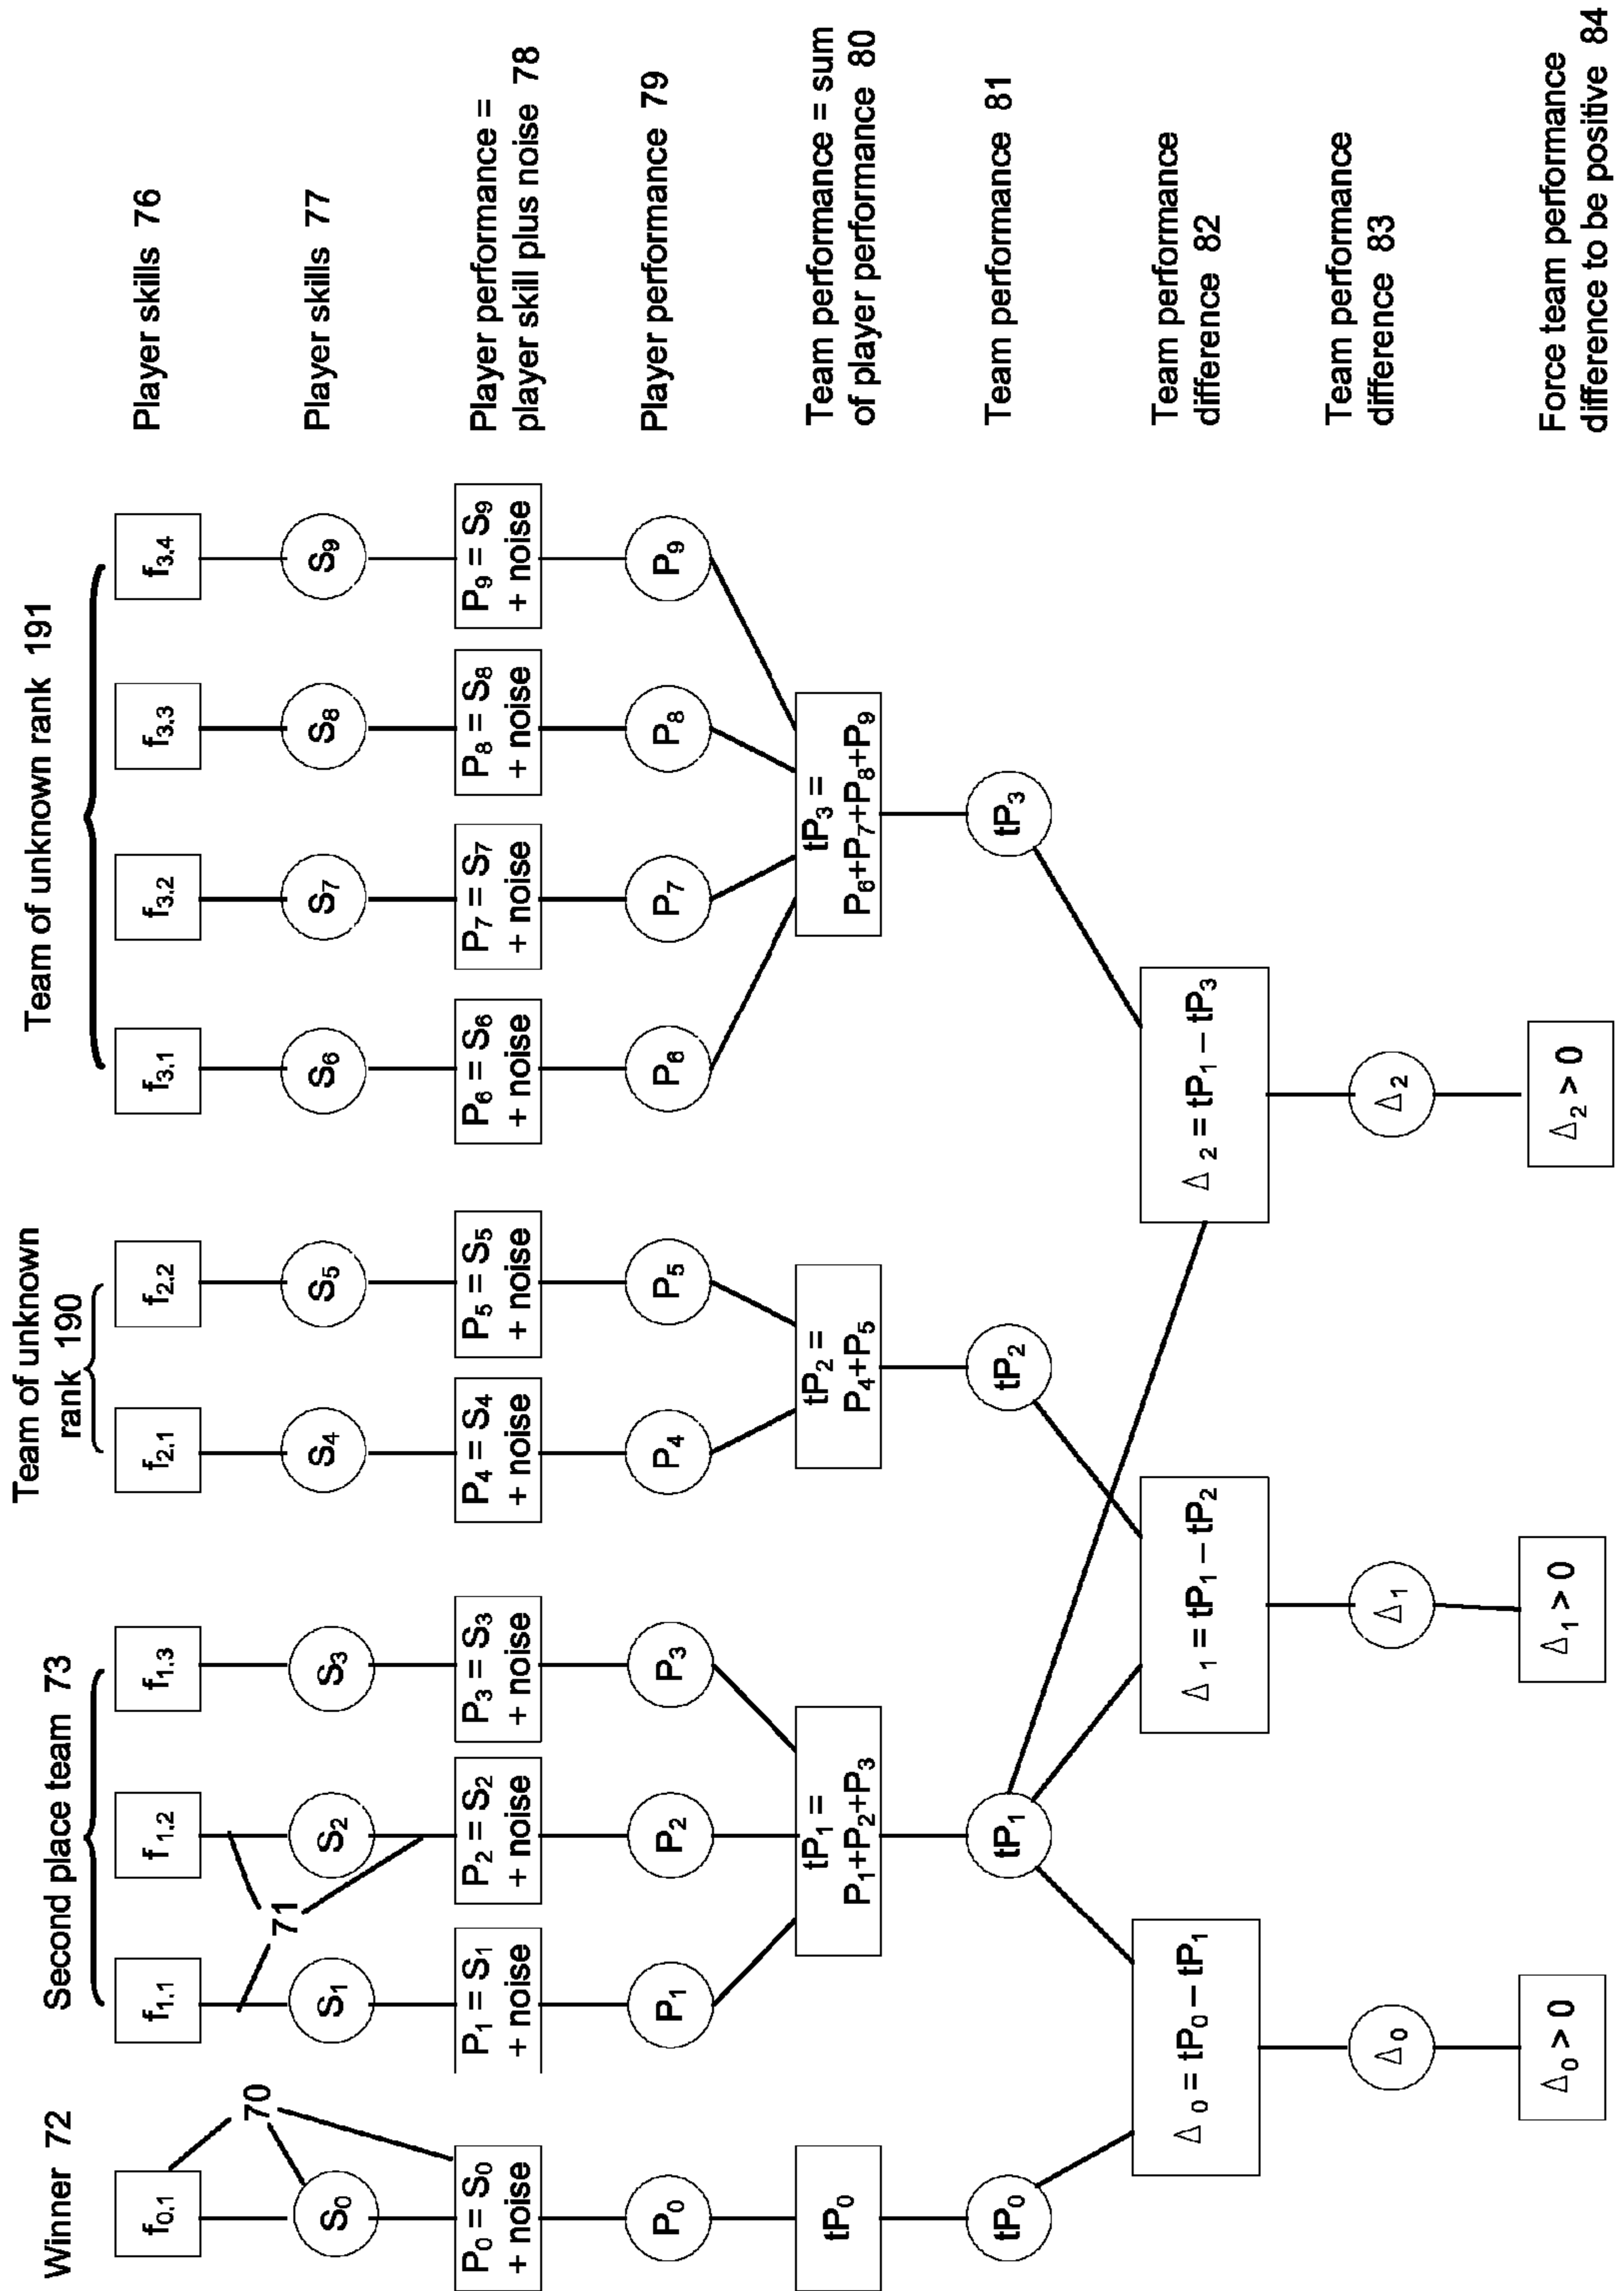 Winner 72
Second place team 73
Team of unknown
rank 190
Team of unknown rank 191
f0.1
f1.1
f1.2
f1.3
f2.1
f2.2
f3.1
f3.2
f3.3
f3.4
Player skills 76
70
71
S0
S1
S2
S3
S4
S5
S6
S7
S8
S9
Player skills 77
P0 = S0
+ noise
P1 = S1
+ noise
P2 = S2
+ noise
P3 = S3
+ noise
P4 = S4
+ noise
P5 = S5
+ noise
P6 = S6
+ noise
P7 = S7
+ noise
P8 = S8
+ noise
P9 = S9
+ noise
Player performance =
player skill plus noise 78
P0
P1
P2
P3
P4
P5
P6
P7
P8
P9
Player performance 79
tP0
tP1 =
P1+P2+P3
tP2 =
P4+P5
tP3 =
P6+P7+P8+P9
Team performance = sum
of player performance 80
tP0
tP1
tP2
tP3
Team performance 81
Δ0 = tP0 – tP1
Δ1 = tP1 – tP2
Δ2 = tP1 – tP3
Team performance
difference 82
Δ0
Δ1
Δ2
Team performance
difference 83
Δ0 > 0
Δ1 > 0
Δ2 > 0
Force team performance
difference to be positive 84